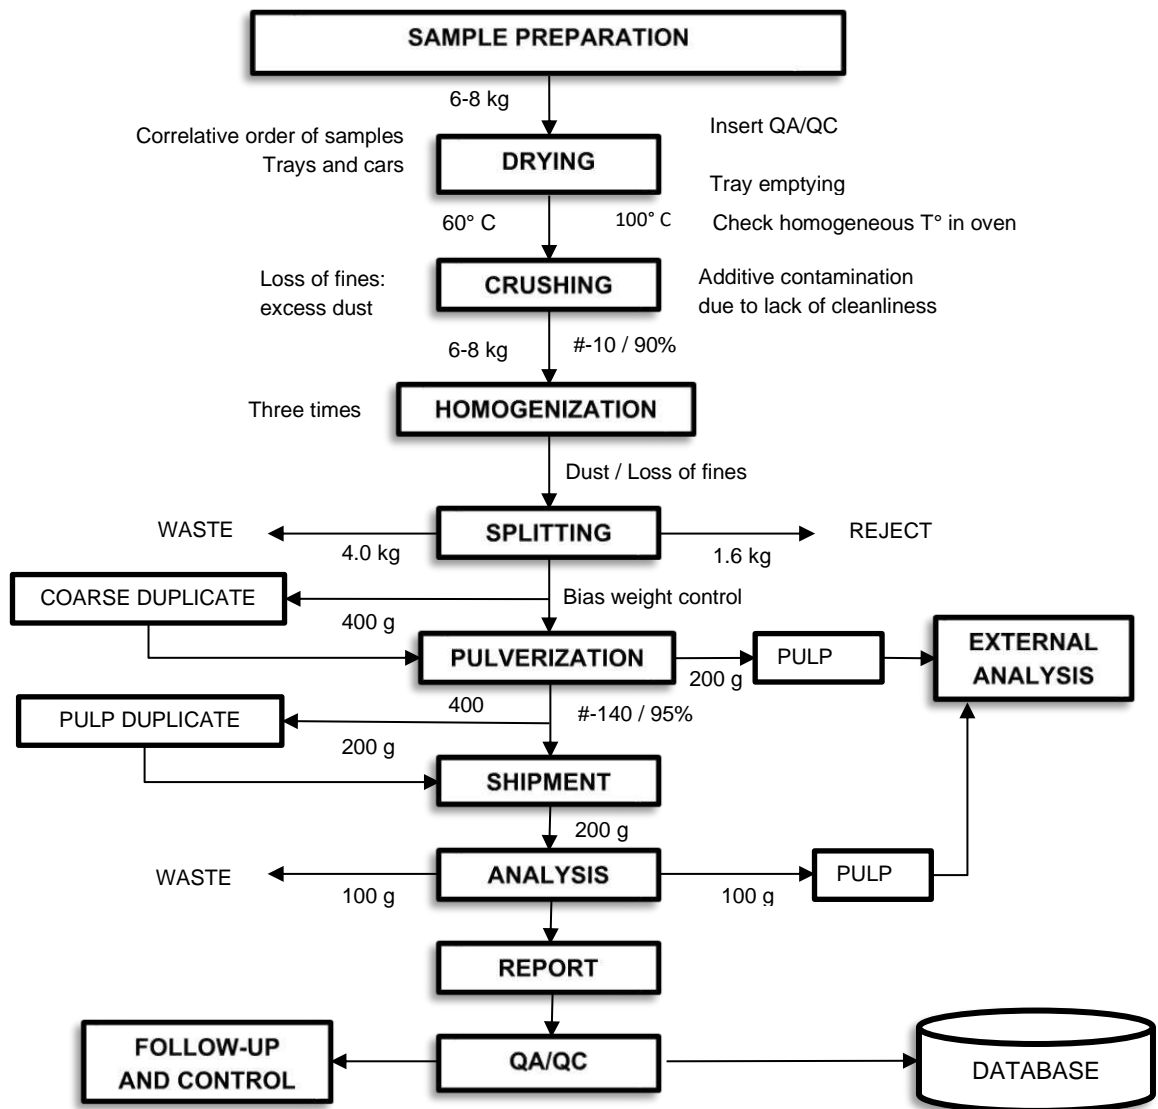 SAMPLE PREPARATION
6-8 kg
Correlative order of samples
Trays and cars
DRYING
Insert QA/QC
Tray emptying
60° C
100° C
Check homogeneous T° in oven
Loss of fines:
excess dust
CRUSHING
Additive contamination
due to lack of cleanliness
6-8 kg
#-10 / 90%
Three times
HOMOGENIZATION
Dust / Loss of fines
WASTE
4.0 kg
SPLITTING
1.6 kg
REJECT
COARSE DUPLICATE
400 g
Bias weight control
PULVERIZATION
200 g
PULP
EXTERNAL
ANALYSIS
PULP DUPLICATE
400
#-140 / 95%
200 g
SHIPMENT
200 g
WASTE
100 g
ANALYSIS
100 g
PULP
REPORT
FOLLOW-UP
AND CONTROL
QA/QC
DATABASE